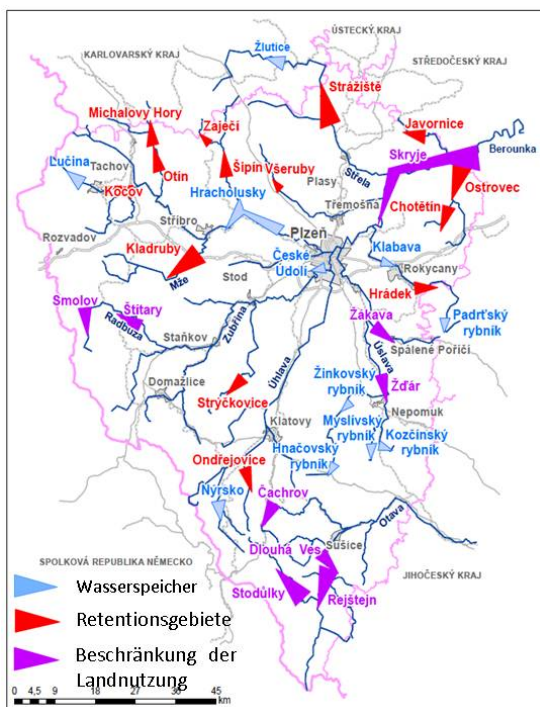 ÚSTECKÝ KRAJ
KARLOVARSKÝ KRAJ
Žlutice
STŘEDOČESKÝ KRAJ
Strážiště
Michalovy Hory
Zaječí
Javornice
Skryje
Berounka
Lučina
Tachov
Otín
Šipín
Všeruby
Plasy
Střela
Ostrovec
Kočov
Hracholusky
Třemošná
Chotětín
Stříbro
Plzeň
Klabava
Rozvadov
Kladruby
České
Údolí
Rokycany
Mže
Stod
Hrádek
Smolov
Štítary
Žákava
Padrťský
rybník
Radbuza
Staňkov
Zubřina
Úhlava
Úslava
Spálené Poříčí
Domažlice
Žinkovský
rybník
Žďár
Strýčkovice
Nepomuk
Myslívský
rybník
Kozčínský
rybník
Klatovy
Hnačovský
rybník
Ondřejovice
Nýrsko
Čachrov
Otava
Dlouhá Ves
Sušice
SPOLKOVÁ REPUBLIKA NĚMECKO
JIHOČESKÝ KRAJ
Stodůlky
Rejštejn
Wasserspeicher
Retentionsgebiete
Beschränkung der
Landnutzung
0 4,5 9 18 27 36 45
km